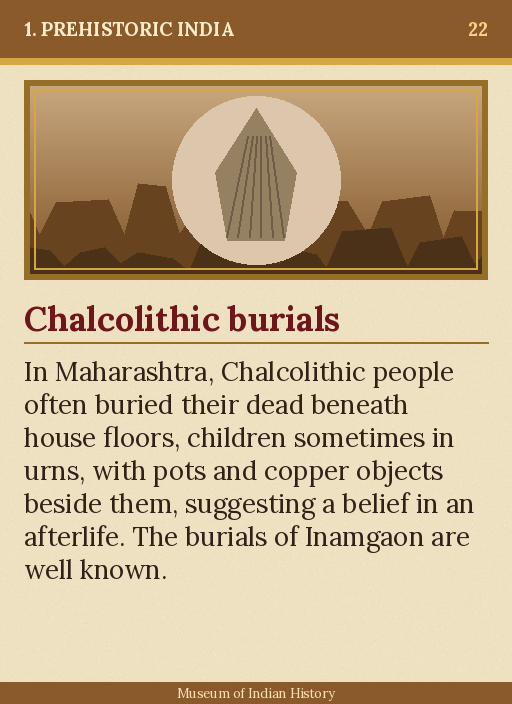 1. PREHISTORIC INDIA
22
Chalcolithic burials
In Maharashtra, Chalcolithic people
often buried their dead beneath
house floors, children sometimes in
urns, with pots and copper objects
beside them, suggesting a belief in an
afterlife. The burials of Inamgaon are
well known.
Museum of Indian History